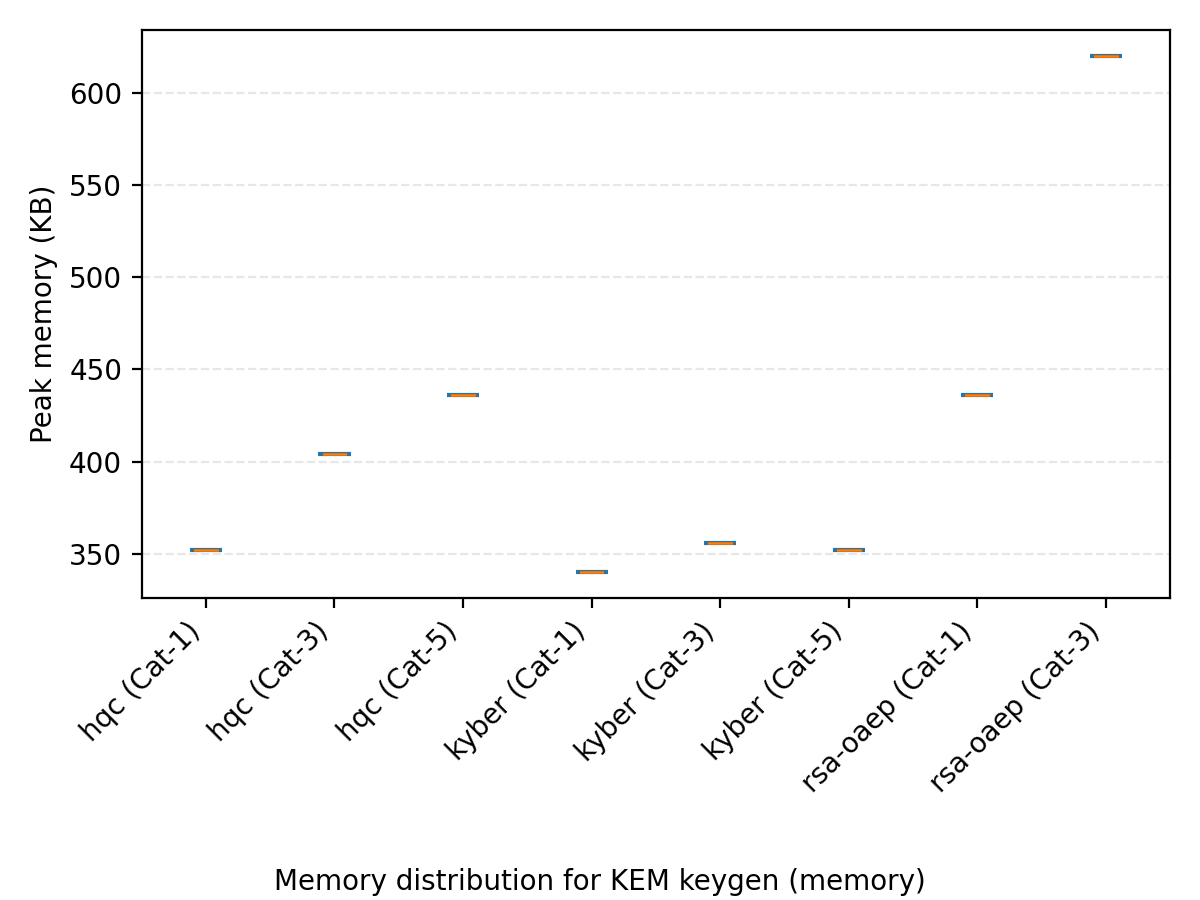 Peak memory (KB)
600
550
500
450
400
350
hqc (Cat-1)
hqc (Cat-3)
hqc (Cat-5)
kyber (Cat-1)
kyber (Cat-3)
kyber (Cat-5)
rsa-oaep (Cat-1)
rsa-oaep (Cat-3)
Memory distribution for KEM keygen (memory)